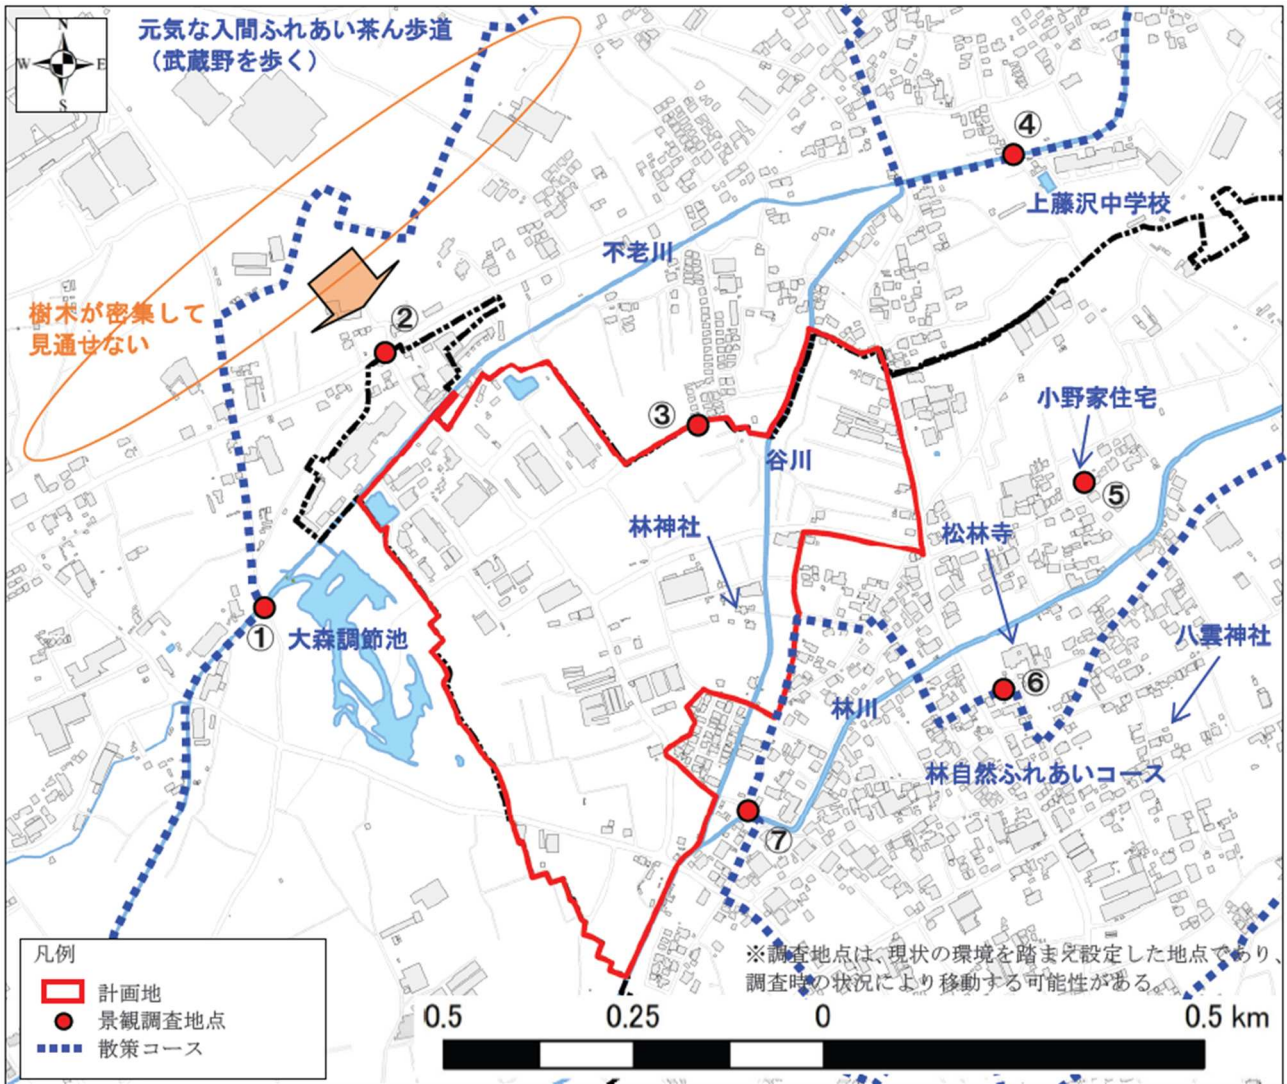 N
W E
S
元気な入間ふれあい茶ん歩道
(武蔵野を歩く)
④
上藤沢中学校
不老川
樹木が密集して
見通せない
②
③
小野家住宅
谷川
⑤
林神社
松林寺
①
大森調節池
八雲神社
⑥
林川
林自然ふれあいコース
⑦
凡例
計画地
景観調査地点
散策コース
※調査地点は、現状の環境を踏まえ設定した地点であり、
調査時の状況により移動する可能性がある。
0.5 0.25 0 0.5 km